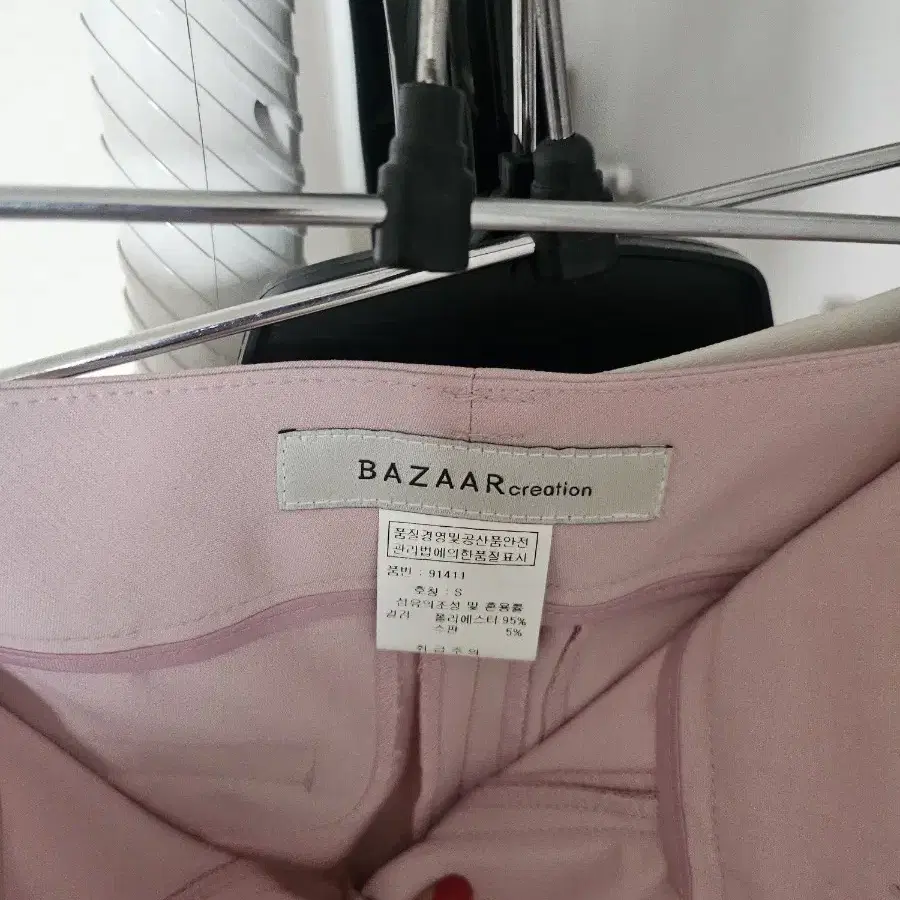 BAZAAR creation
품질경영및공산품안전
관리법에의한품질표시
품번 : 91411
호칭 : S
섬유의조성 및 혼용률
겉감 폴리에스터 95%
스판 5%
취급주의